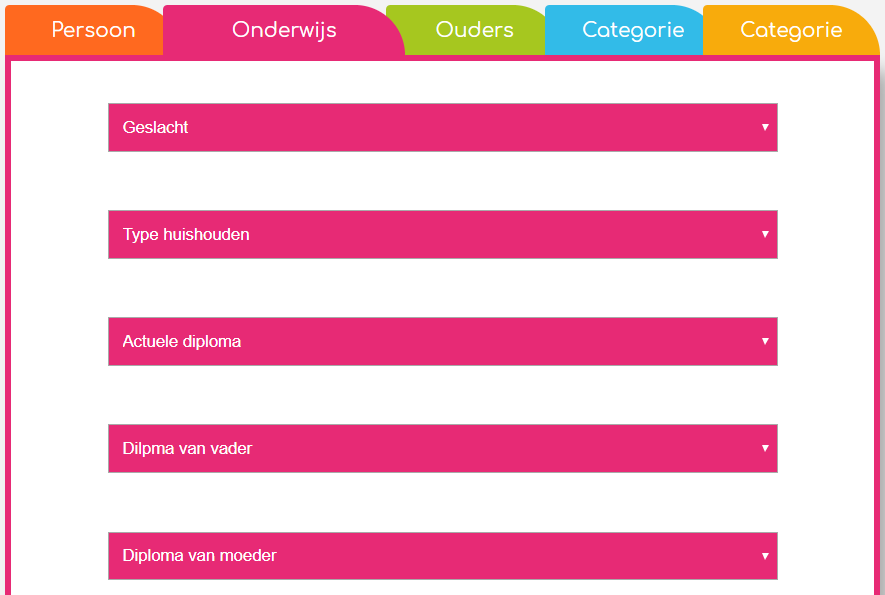 Persoon Onderwijs Ouders Categorie Categorie
Geslacht
Type huishouden
Actuele diploma
Dilpma van vader
Diploma van moeder